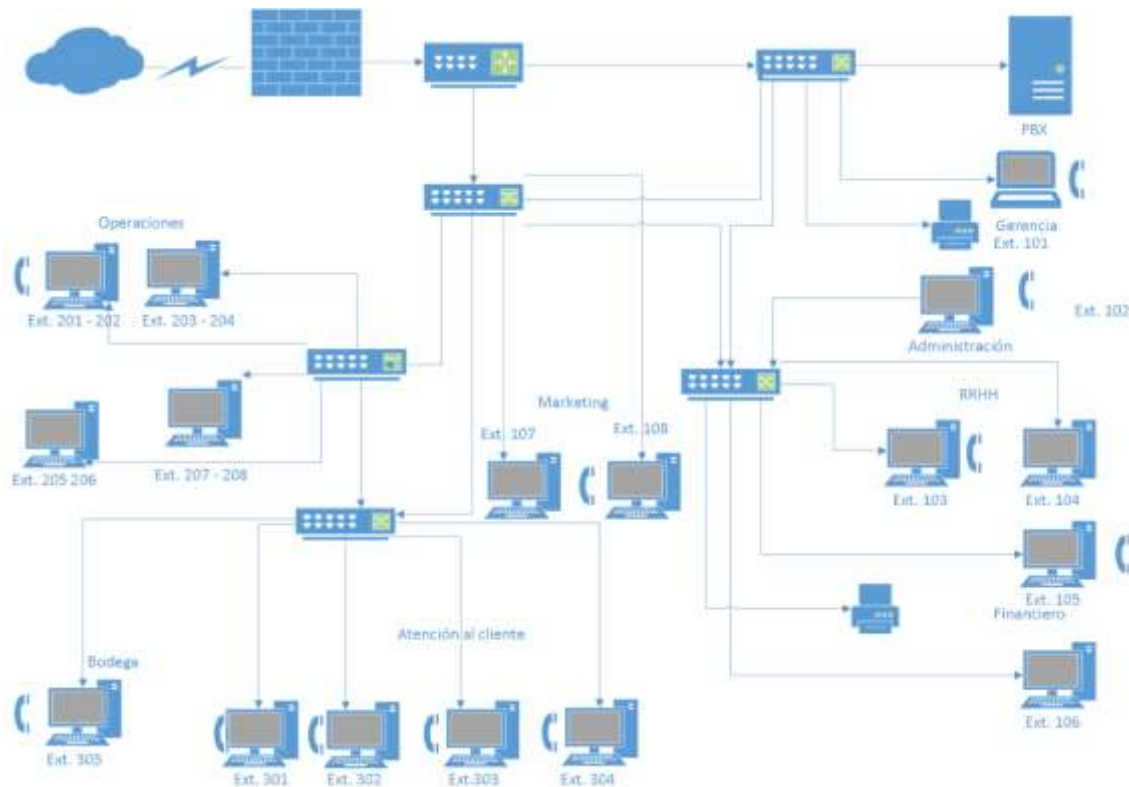 PBX
Gerencia
Ext. 101
Operaciones
Ext. 201 - 202
Ext. 203 - 204
Ext. 102
Administración
RRHH
Marketing
Ext. 107
Ext. 108
Ext. 205 206
Ext. 207 - 208
Ext. 103
Ext. 104
Ext. 105
Financiero
Atención al cliente
Bodega
Ext. 106
Ext. 305
Ext. 301
Ext. 302
Ext.303
Ext. 304